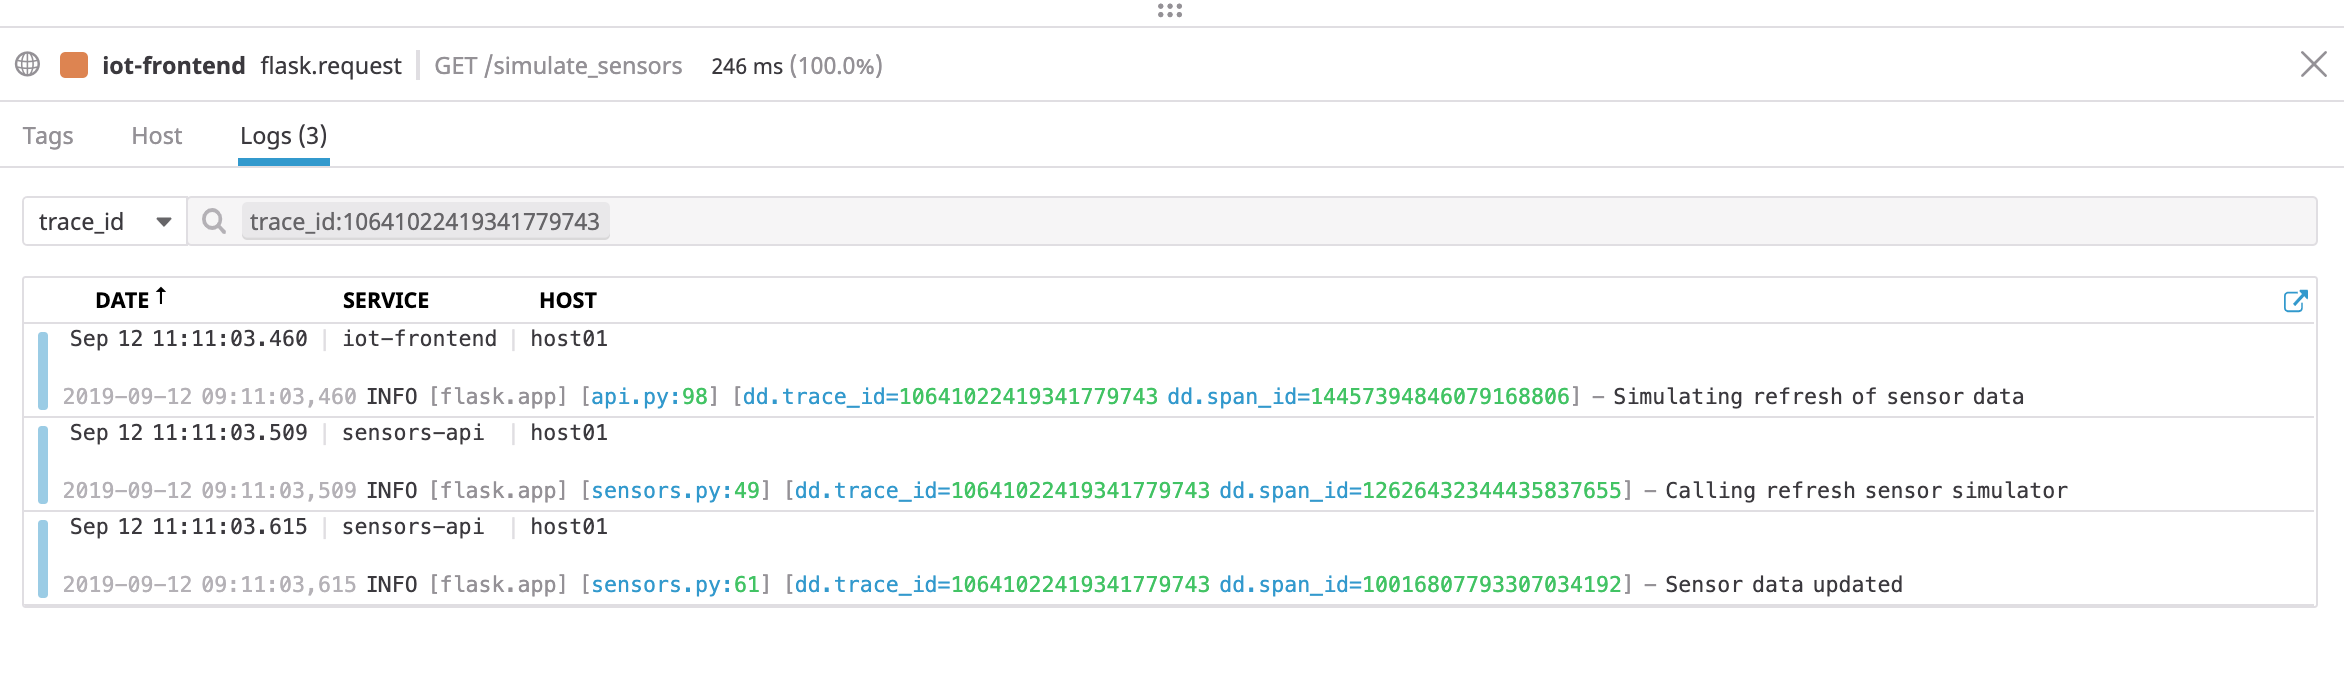 iot-frontend flask.request GET /simulate_sensors 246 ms (100.0%)
Tags Host Logs (3)
trace_id trace_id:10641022419341779743
DATE↑ SERVICE HOST
Sep 12 11:11:03.460 | iot-frontend | host01
2019-09-12 09:11:03,460 INFO [flask.app] [api.py:98] [dd.trace_id=10641022419341779743 dd.span_id=14457394846079168806] – Simulating refresh of sensor data
Sep 12 11:11:03.509 | sensors-api | host01
2019-09-12 09:11:03,509 INFO [flask.app] [sensors.py:49] [dd.trace_id=10641022419341779743 dd.span_id=12626432344435837655] – Calling refresh sensor simulator
Sep 12 11:11:03.615 | sensors-api | host01
2019-09-12 09:11:03,615 INFO [flask.app] [sensors.py:61] [dd.trace_id=10641022419341779743 dd.span_id=10016807793307034192] – Sensor data updated